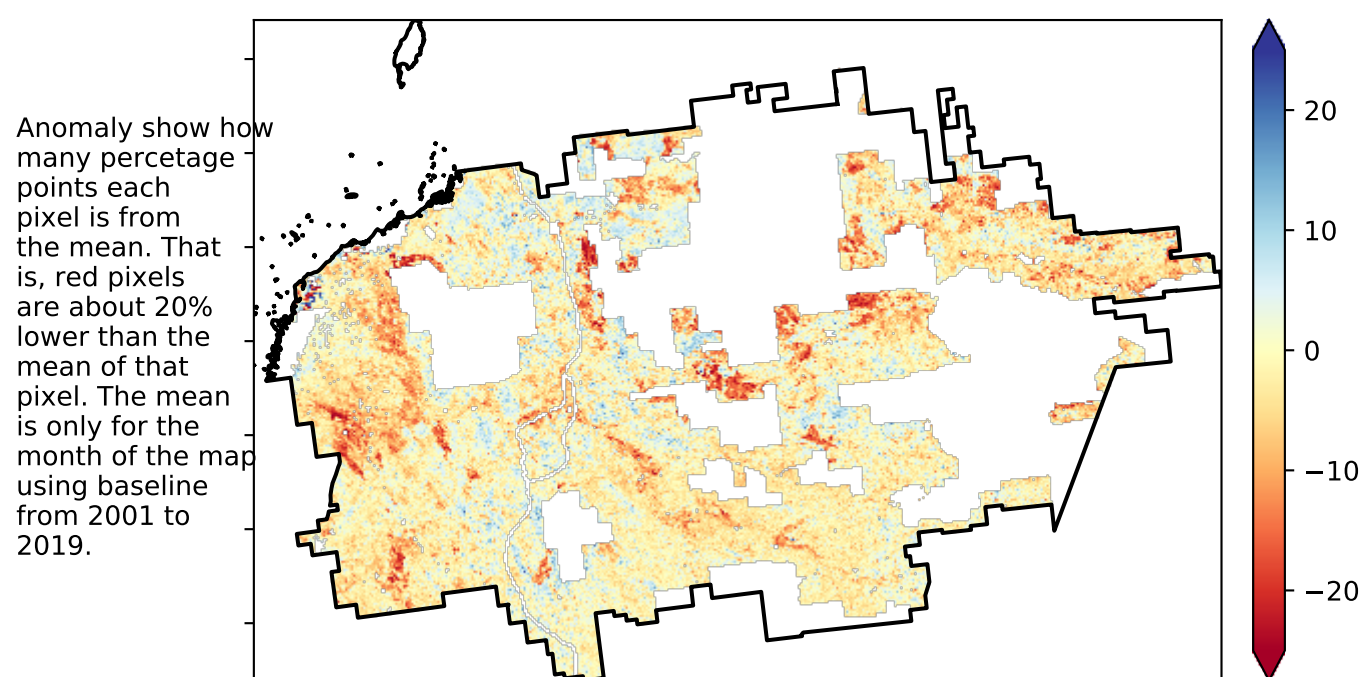 Anomaly show how
many percetage
points each
pixel is from
the mean. That
is, red pixels
are about 20%
lower than the
mean of that
pixel. The mean
is only for the
month of the map
using baseline
from 2001 to
2019.
20
10
0
−10
−20